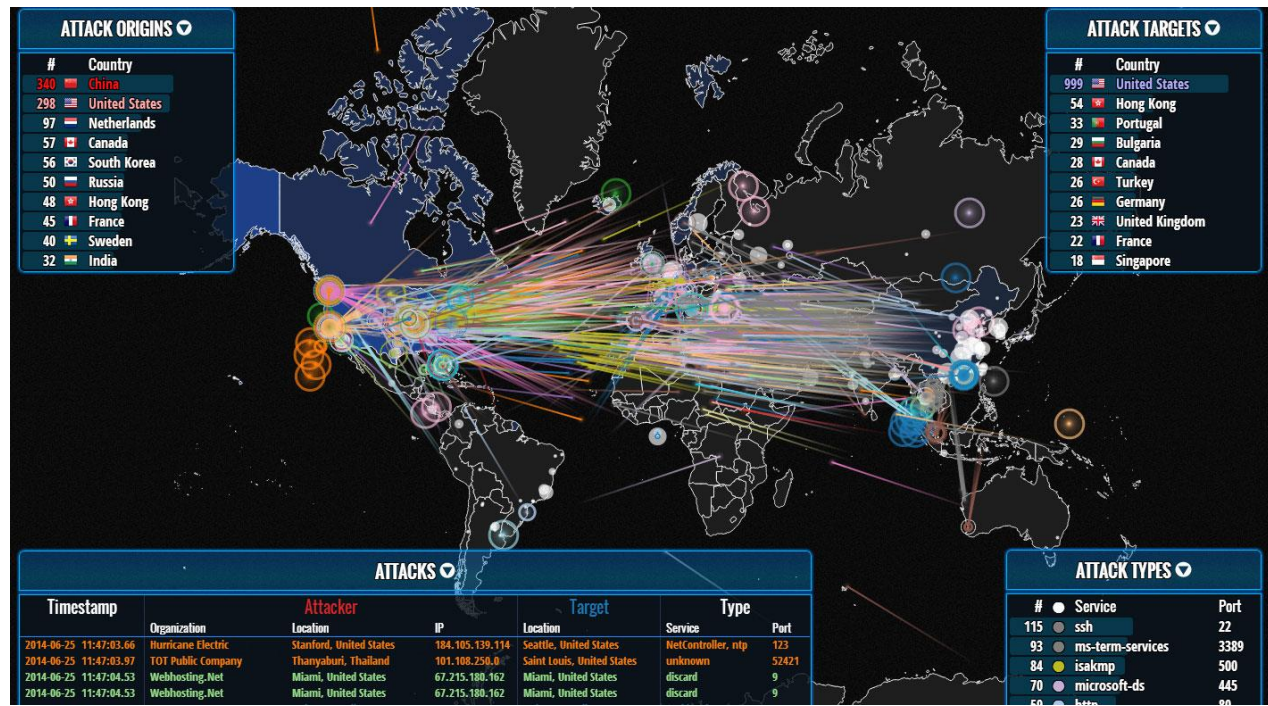 ATTACK ORIGINS
# Country
340 China
298 United States
97 Netherlands
57 Canada
56 South Korea
50 Russia
48 Hong Kong
45 France
40 Sweden
32 India
ATTACK TARGETS
# Country
999 United States
54 Hong Kong
33 Portugal
29 Bulgaria
28 Canada
26 Turkey
26 Germany
23 United Kingdom
22 France
18 Singapore
ATTACKS
Timestamp Attacker Target Type
Organization Location IP Location Service Port
2014-06-25 11:47:03.66 Hurricane Electric Stanford, United States 184.105.139.114 Seattle, United States NetController, ntp 123
2014-06-25 11:47:03.97 TOT Public Company Thanyaburi, Thailand 101.108.250.0 Saint Louis, United States unknown 52421
2014-06-25 11:47:04.53 Webhosting.Net Miami, United States 67.215.180.162 Miami, United States discard 9
2014-06-25 11:47:04.53 Webhosting.Net Miami, United States 67.215.180.162 Miami, United States discard 9
ATTACK TYPES
# Service Port
115 ssh 22
93 ms-term-services 3389
84 isakmp 500
70 microsoft-ds 445